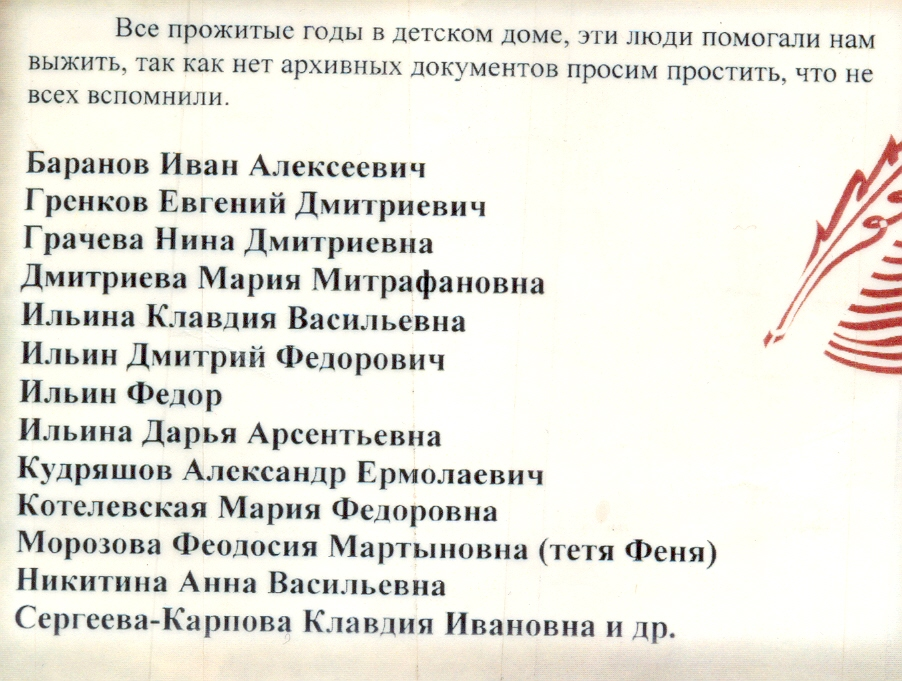 Все прожитые годы в детском доме, эти люди помогали нам
выжить, так как нет архивных документов просим простить, что не
всех вспомнили.
Баранов Иван Алексеевич
Гренков Евгений Дмитриевич
Грачева Нина Дмитриевна
Дмитриева Мария Митрафановна
Ильина Клавдия Васильевна
Ильин Дмитрий Федорович
Ильин Федор
Ильина Дарья Арсентьевна
Кудряшов Александр Ермолаевич
Котелевская Мария Федоровна
Морозова Феодосия Мартыновна (тетя Феня)
Никитина Анна Васильевна
Сергеева-Карпова Клавдия Ивановна и др.